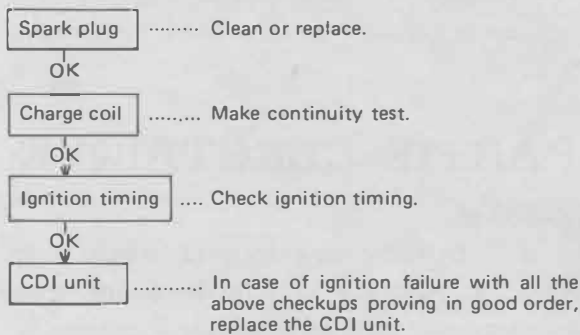 Spark plug ......... Clean or replace.
OK
Charge coil ......... Make continuity test.
OK
Ignition timing .... Check ignition timing.
OK
CDI unit ........... In case of ignition failure with all the
above checkups proving in good order,
replace the CDI unit.